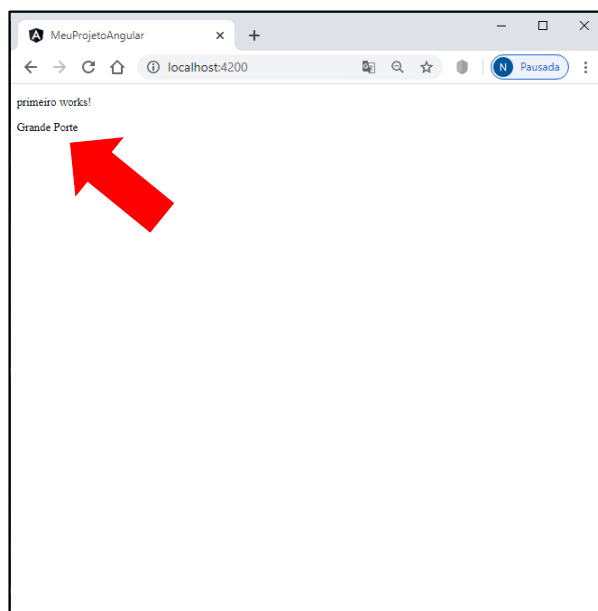 MeuProjetoAngular
localhost:4200
N Pausada
primeiro works!
Grande Porte